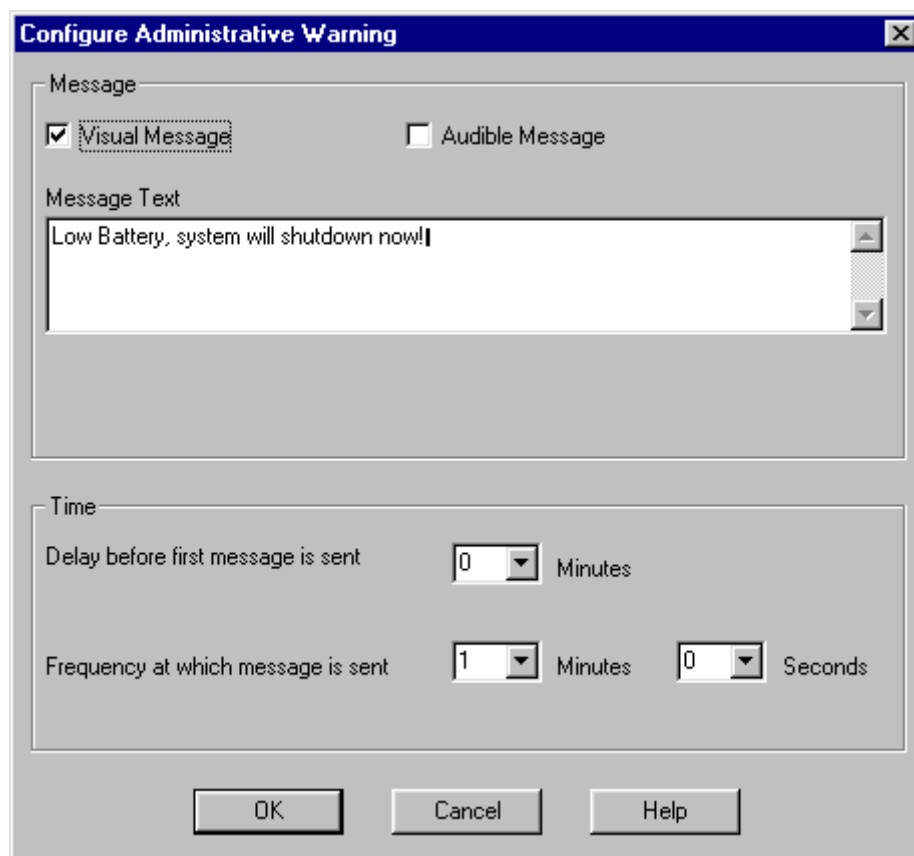 Configure Administrative Warning
Message
Visual Message Audible Message
Message Text
Low Battery, system will shutdown now!
Time
Delay before first message is sent 0 Minutes
Frequency at which message is sent 1 Minutes 0 Seconds
OK Cancel Help